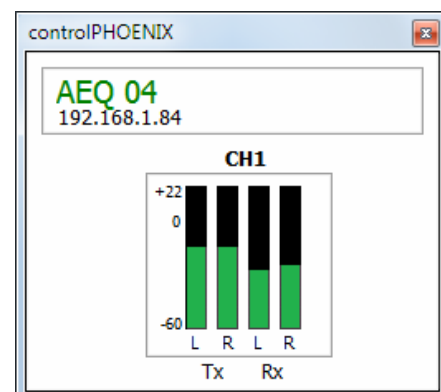 controlPHOENIX
AEQ 04
192.168.1.84
CH1
+22
0
-60
L R L R
Tx Rx